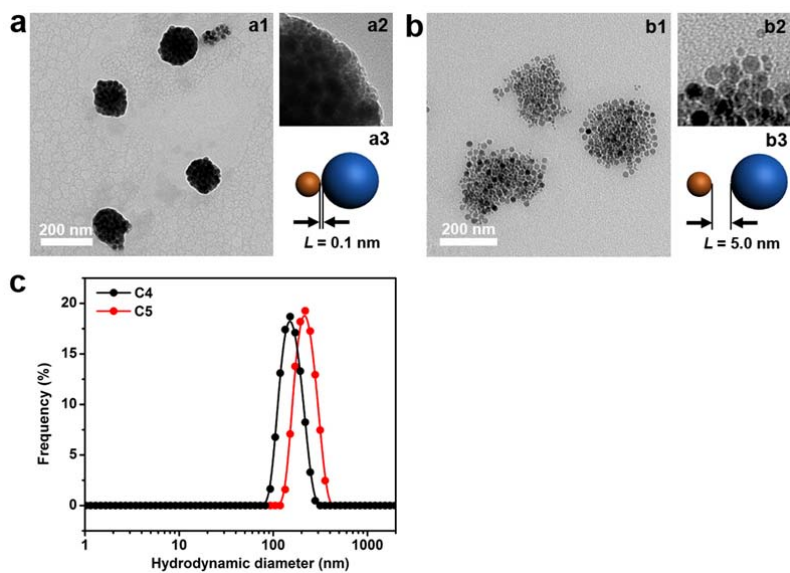 a
a1
200 nm
a2
a3
L = 0.1 nm
b
b1
200 nm
b2
b3
L = 5.0 nm
c
C4
C5
Frequency (%)
20
15
10
5
0
1 10 100 1000
Hydrodynamic diameter (nm)